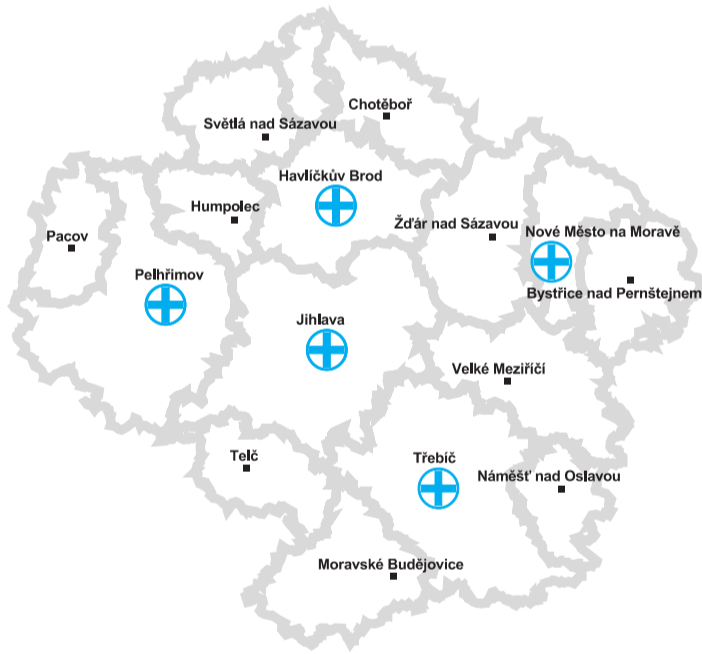 Chotěboř
Světlá nad Sázavou
Havlíčkův Brod
Humpolec
Žďár nad Sázavou
Nové Město na Moravě
Pacov
Pelhřimov
Bystřice nad Pernštejnem
Jihlava
Velké Meziříčí
Telč
Třebíč
Náměšť nad Oslavou
Moravské Budějovice